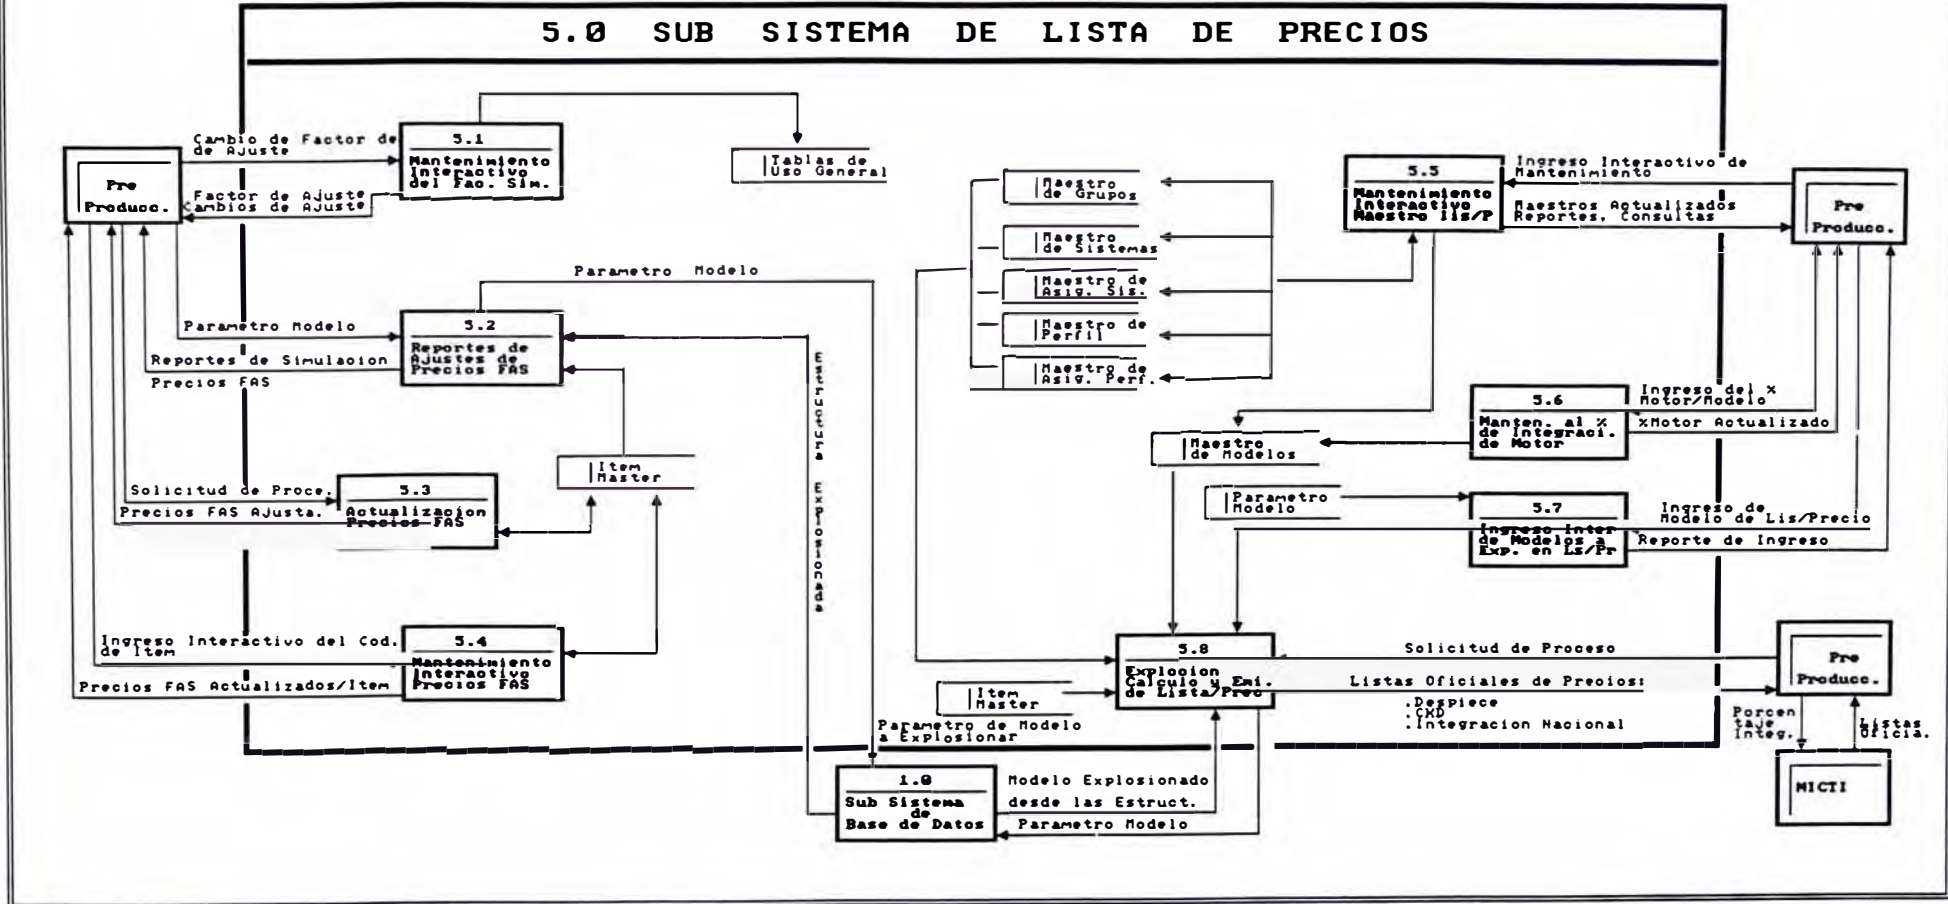 5.0 SUB SISTEMA DE LISTA DE PRECIOS
Pre
Producc.
Cambio de Factor de
de Ajuste
Factor de Ajuste
Cambios de Ajuste
5.1
Mantenimiento
Interactivo
del Fac. Sim.
Tablas de
Uso General
Parametro Modelo
Parametro Modelo
Reportes de Simulacion
Precios FAS
5.2
Reportes de
Ajustes de
Precios FAS
Estructura Explosionada
Item
Master
Solicitud de Proce.
Precios FAS Ajusta.
5.3
Actualizacion
Precios FAS
Ingreso Interactivo del Cod.
de Item
Precios FAS Actualizados/Item
5.4
Mantenimiento
Interactivo
Precios FAS
Maestro
de Grupos
Maestro
de Sistemas
Maestro de
Asig. Sis.
Maestro de
Perfil
Maestro de
Asig. Perf.
5.5
Mantenimiento
Interactivo
Maestro lis/P
Ingreso Interactivo de
Mantenimiento
Maestros Actualizados
Reportes, Consultas
Pre
Producc.
5.6
Manten. al %
de Integraci.
de Motor
Ingreso del %
Motor/Modelo
%Motor Actualizado
Maestro
de Modelos
Parametro
Modelo
5.7
Ingreso Inter
de Modelos a
Exp. en Ls/Pr
Ingreso de
Modelo de Lis/Precio
Reporte de Ingreso
5.8
Explocion
Calculo y Emi.
de Lista/Prec
Solicitud de Proceso
Listas Oficiales de Precios:
.Despiece
.CKD
.Integracion Nacional
Pre
Producc.
Item
Master
Parametro de Modelo
a Explosionar
Porcen
taje
Integ.
Listas
Oficia.
MICTI
1.0
Sub Sistema
de
Base de Datos
Modelo Explosionado
desde las Estruct.
Parametro Modelo